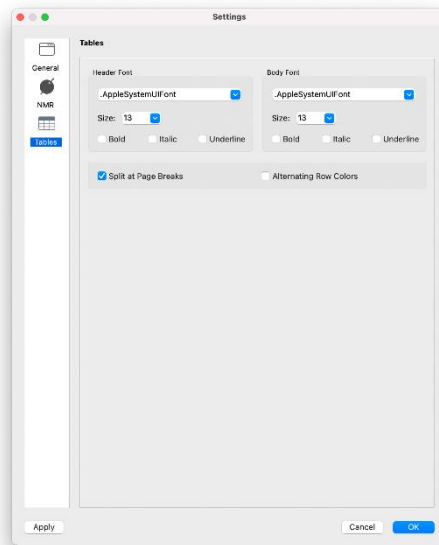 Settings
General
NMR
Tables
Tables
Header Font
Body Font
.AppleSystemUIFont
.AppleSystemUIFont
Size: 13
Size: 13
Bold Italic Underline
Bold Italic Underline
Split at Page Breaks
Alternating Row Colors
Apply
Cancel
OK